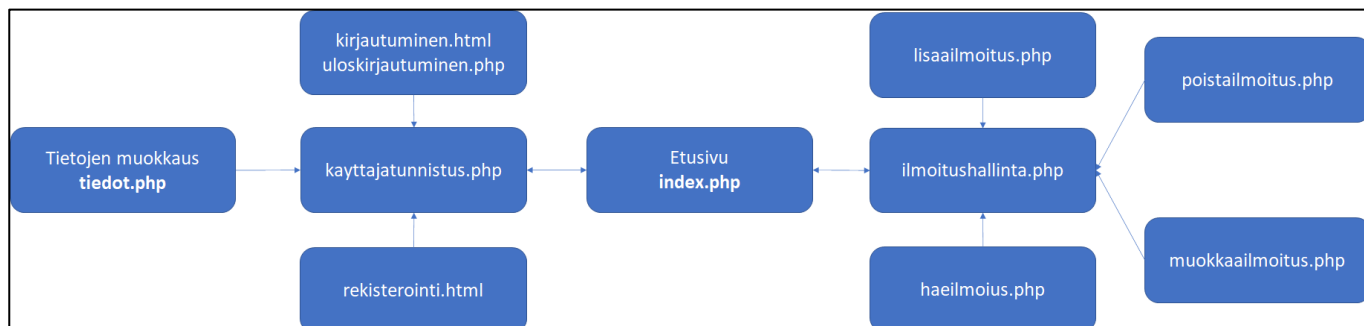 kirjautuminen.html
uloskirjautuminen.php
lisaailmoitus.php
poistailmoitus.php
Tietojen muokkaus
tiedot.php
kayttajatunnistus.php
Etusivu
index.php
ilmoitushallinta.php
rekisterointi.html
haeilmoius.php
muokkaailmoitus.php